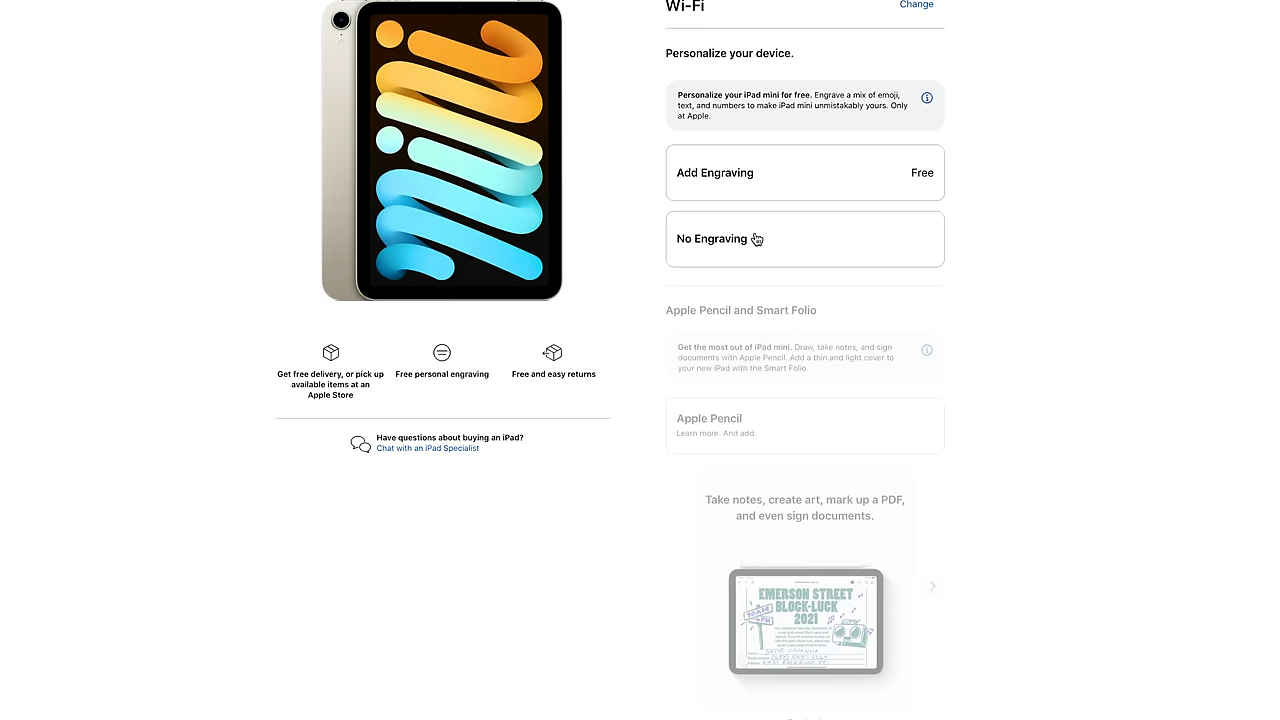 Wi-Fi
Change
Personalize your device.
Personalize your iPad mini for free. Engrave a mix of emoji,
text, and numbers to make iPad mini unmistakably yours. Only
at Apple.
Add Engraving
Free
No Engraving
Apple Pencil and Smart Folio
Get the most out of iPad mini. Draw, take notes, and sign
documents with Apple Pencil. Add a thin and light cover to
your new iPad with the Smart Folio.
Apple Pencil
Learn more. And add.
Take notes, create art, mark up a PDF,
and even sign documents.
EMERSON STREET
BLOCK-LUCK
2021
10AM
PM
Get free delivery, or pick up
available items at an
Apple Store
Free personal engraving
Free and easy returns
Have questions about buying an iPad?
Chat with an iPad Specialist